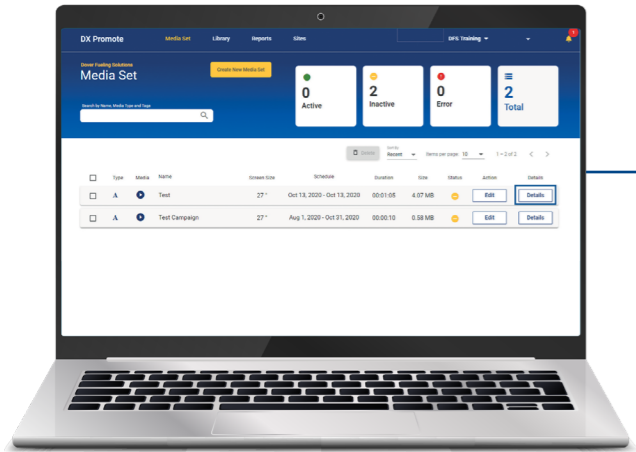 DX Promote Media Set Library Reports Sites DFS Training 1
Dover Fueling Solutions
Media Set
Create New Media Set
Search by Name, Media Type and Tags
0 Active
2 Inactive
0 Error
2 Total
Delete Sort by Recent Items per page: 10 1 – 2 of 2
Type Media Name Screen Size Schedule Duration Size Status Action Details
A Test 27 " Oct 13, 2020 - Oct 13, 2020 00:01:05 4.07 MB Edit Details
A Test Campaign 27 " Aug 1, 2020 - Oct 31, 2020 00:00:10 0.58 MB Edit Details